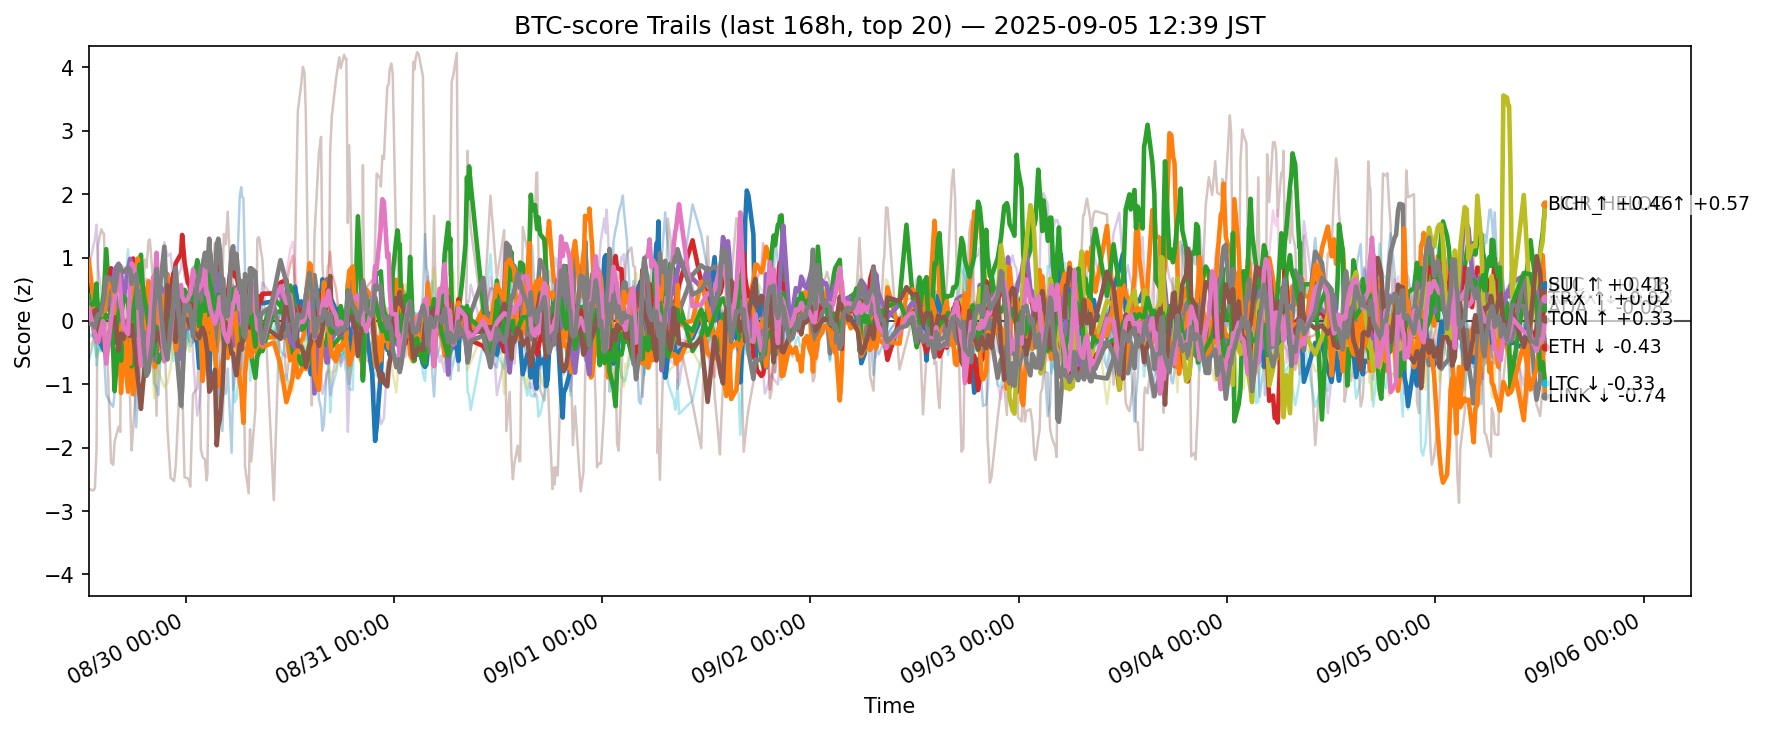 BTC-score Trails (last 168h, top 20) — 2025-09-05 12:39 JST
Score (z)
4
3
2
1
0
−1
−2
−3
−4
BCH ↑ +0.46↑ +0.57
SUI ↑ +0.41
TRX ↑ +0.02
TON ↑ +0.33
ETH ↓ -0.43
LTC ↓ -0.33
LINK ↓ -0.74
08/30 00:00
08/31 00:00
09/01 00:00
09/02 00:00
09/03 00:00
09/04 00:00
09/05 00:00
09/06 00:00
Time